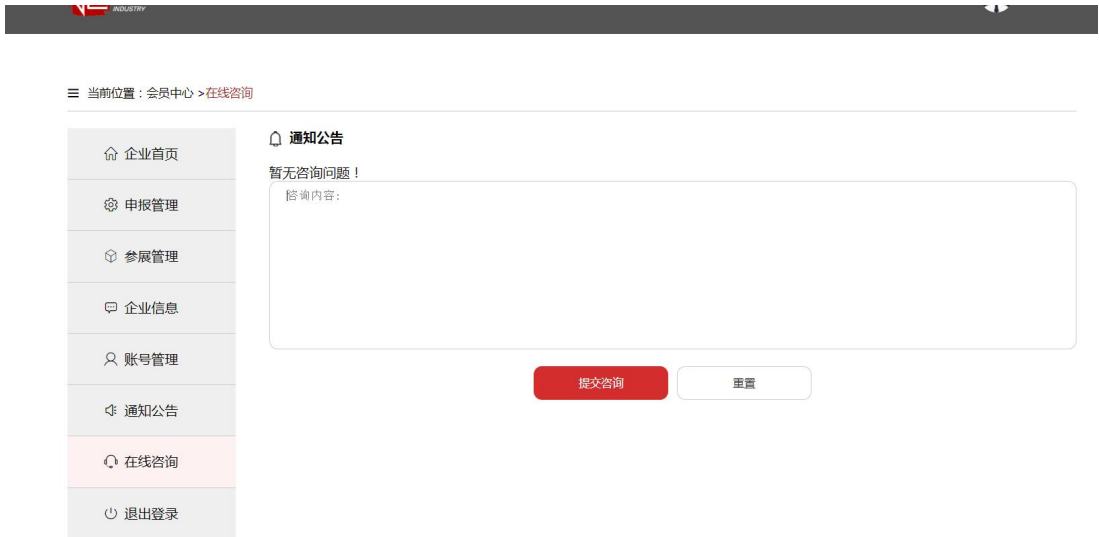 INDUSTRY
当前位置：会员中心 >在线咨询
企业首页
申报管理
参展管理
企业信息
账号管理
通知公告
在线咨询
退出登录
通知公告
暂无咨询问题！
咨询内容:
提交咨询
重置